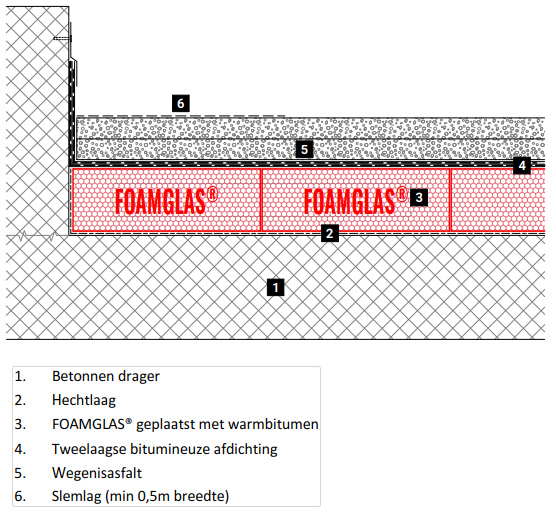 6
5
4
FOAMGLAS® FOAMGLAS® 3
2
1
1. Betonnen drager
2. Hechtlaag
3. FOAMGLAS® geplaatst met warmbitumen
4. Tweelaagse bitumineuze afdichting
5. Wegenisasfalt
6. Slemlag (min 0,5m breedte)